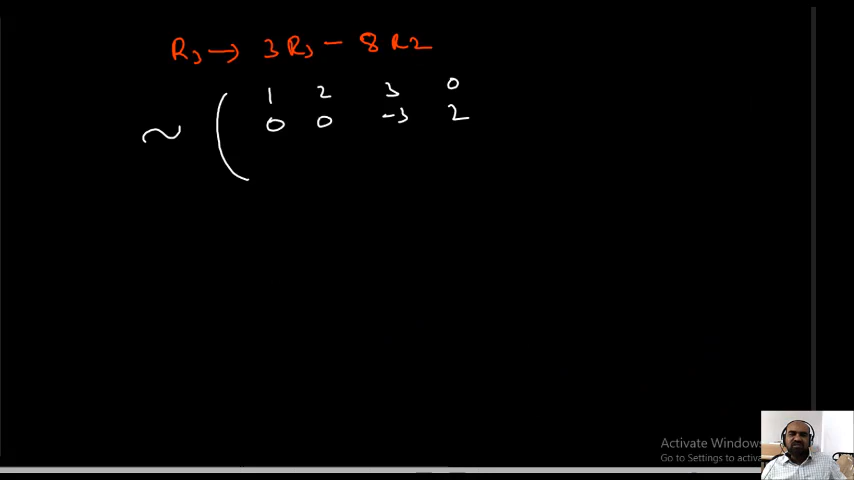 R3 → 3R3 - 8R2
~ ( 1 2 3 0
0 0 -3 2
Activate Windows
Go to Settings to activa